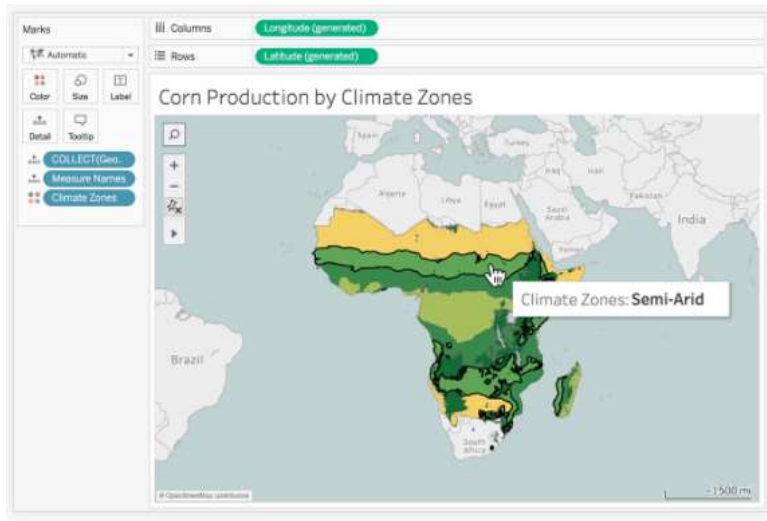 Marks
Automatic
Color Size Label
Detail Tooltip
COLLECT(Geo..
Measure Names
Climate Zones
Columns Longitude (generated)
Rows Latitude (generated)
Corn Production by Climate Zones
Spain
Turkey
Iraq
Iran
Algeria
Libya
Egypt
Saudi
Arabia
Pakistan
India
Yemen
Climate Zones: Semi-Arid
Brazil
South
Africa
© OpenStreetMap contributors
~1500 mi